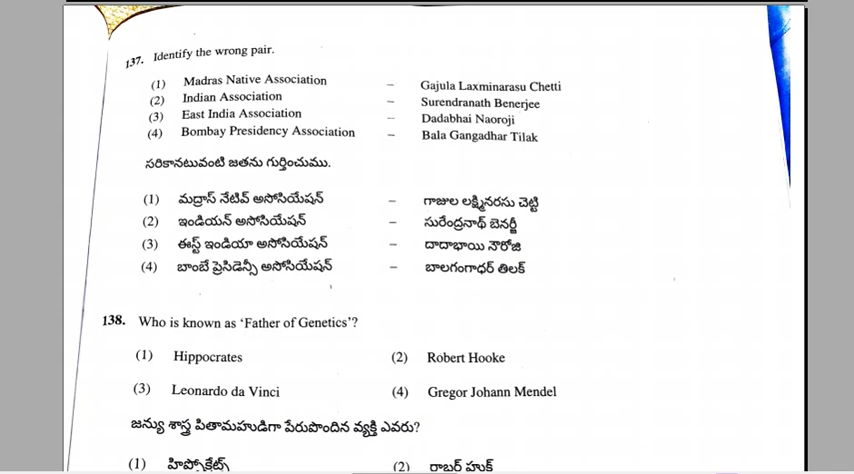 137. Identify the wrong pair.
(1) Madras Native Association – Gajula Laxminarasu Chetti
(2) Indian Association – Surendranath Benerjee
(3) East India Association – Dadabhai Naoroji
(4) Bombay Presidency Association – Bala Gangadhar Tilak
సరికానటువంటి జతను గుర్తించుము.
(1) మద్రాస్ నేటివ్ అసోసియేషన్ – గాజుల లక్ష్మినరసు చెట్టి
(2) ఇండియన్ అసోసియేషన్ – సురేంద్రనాథ్ బెనర్జీ
(3) ఈస్ట్ ఇండియా అసోసియేషన్ – దాదాభాయి నౌరోజి
(4) బాంబే ప్రెసిడెన్సీ అసోసియేషన్ – బాలగంగాధర్ తిలక్
138. Who is known as ‘Father of Genetics’?
(1) Hippocrates (2) Robert Hooke
(3) Leonardo da Vinci (4) Gregor Johann Mendel
జన్యు శాస్త్ర పితామహుడిగా పేరుపొందిన వ్యక్తి ఎవరు?
(1) హిప్పోక్రేట్స్ (2) రాబర్ట్ హుక్